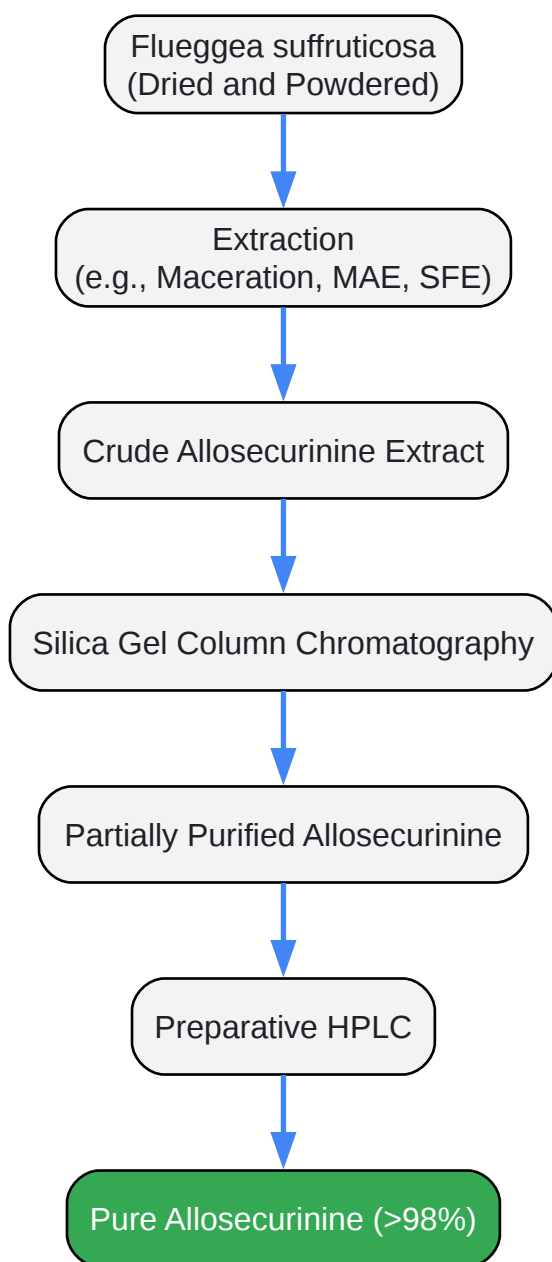 Flueggea suffruticosa
(Dried and Powdered)
Extraction
(e.g., Maceration, MAE, SFE)
Crude Allosecurinine Extract
Silica Gel Column Chromatography
Partially Purified Allosecurinine
Preparative HPLC
Pure Allosecurinine (>98%)